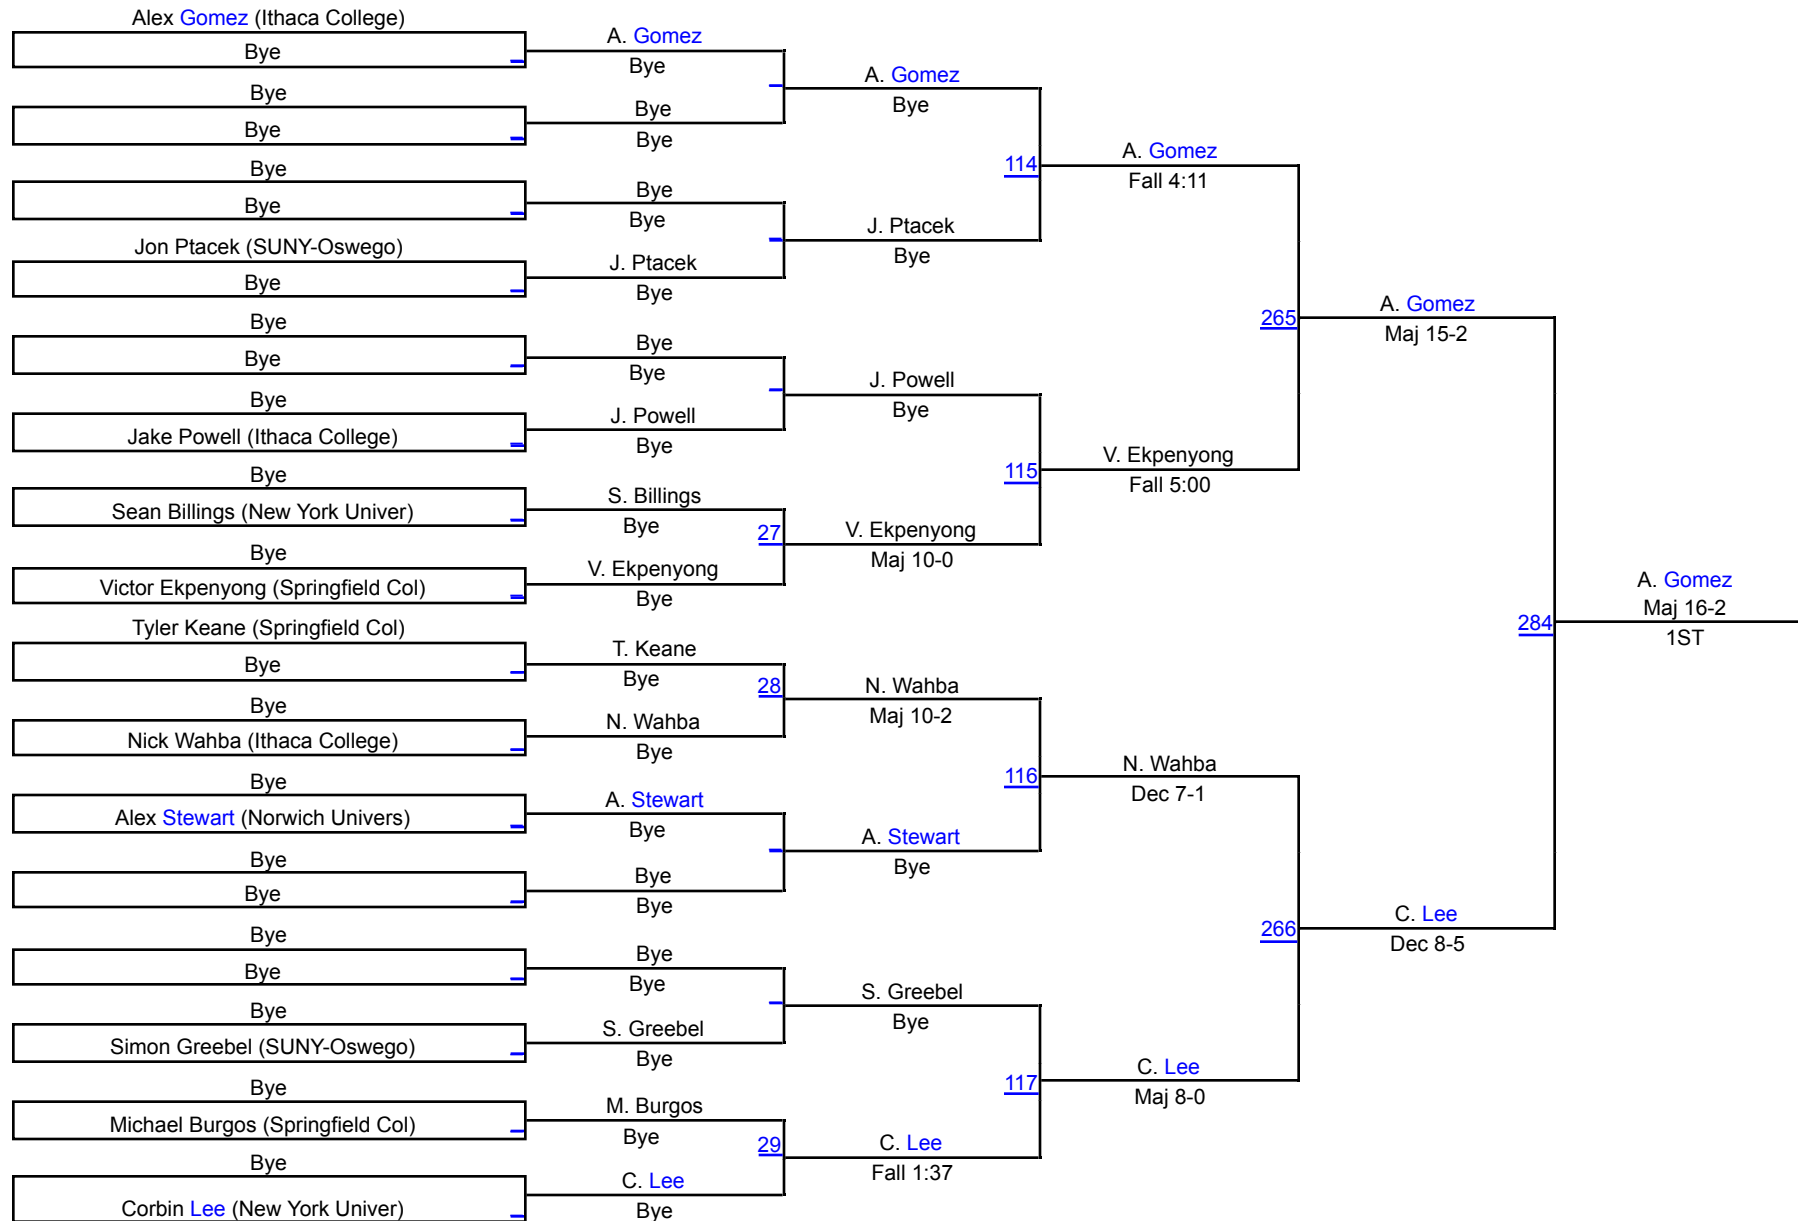 Alex Gomez (Ithaca College)
Bye
Bye
Bye
Bye
Bye
Jon Ptacek (SUNY-Oswego)
Bye
Bye
Bye
Bye
Jake Powell (Ithaca College)
Bye
Sean Billings (New York Univer)
Bye
Victor Ekpenyong (Springfield Col)
Tyler Keane (Springfield Col)
Bye
Bye
Nick Wahba (Ithaca College)
Bye
Alex Stewart (Norwich Univers)
Bye
Bye
Bye
Bye
Bye
Simon Greebel (SUNY-Oswego)
Bye
Michael Burgos (Springfield Col)
Bye
Corbin Lee (New York Univer)
A. Gomez
Bye
Bye
Bye
Bye
Bye
J. Ptacek
Bye
Bye
Bye
J. Powell
Bye
S. Billings
Bye
27
V. Ekpenyong
Bye
T. Keane
Bye
28
N. Wahba
Bye
A. Stewart
Bye
Bye
Bye
Bye
Bye
S. Greebel
Bye
M. Burgos
Bye
29
C. Lee
Bye
A. Gomez
Bye
114
J. Ptacek
Bye
J. Powell
Bye
115
V. Ekpenyong
Maj 10-0
N. Wahba
Maj 10-2
116
A. Stewart
Bye
S. Greebel
Bye
117
C. Lee
Fall 1:37
A. Gomez
Fall 4:11
265
V. Ekpenyong
Fall 5:00
N. Wahba
Dec 7-1
266
C. Lee
Maj 8-0
A. Gomez
Maj 15-2
284
C. Lee
Dec 8-5
A. Gomez
Maj 16-2
1ST